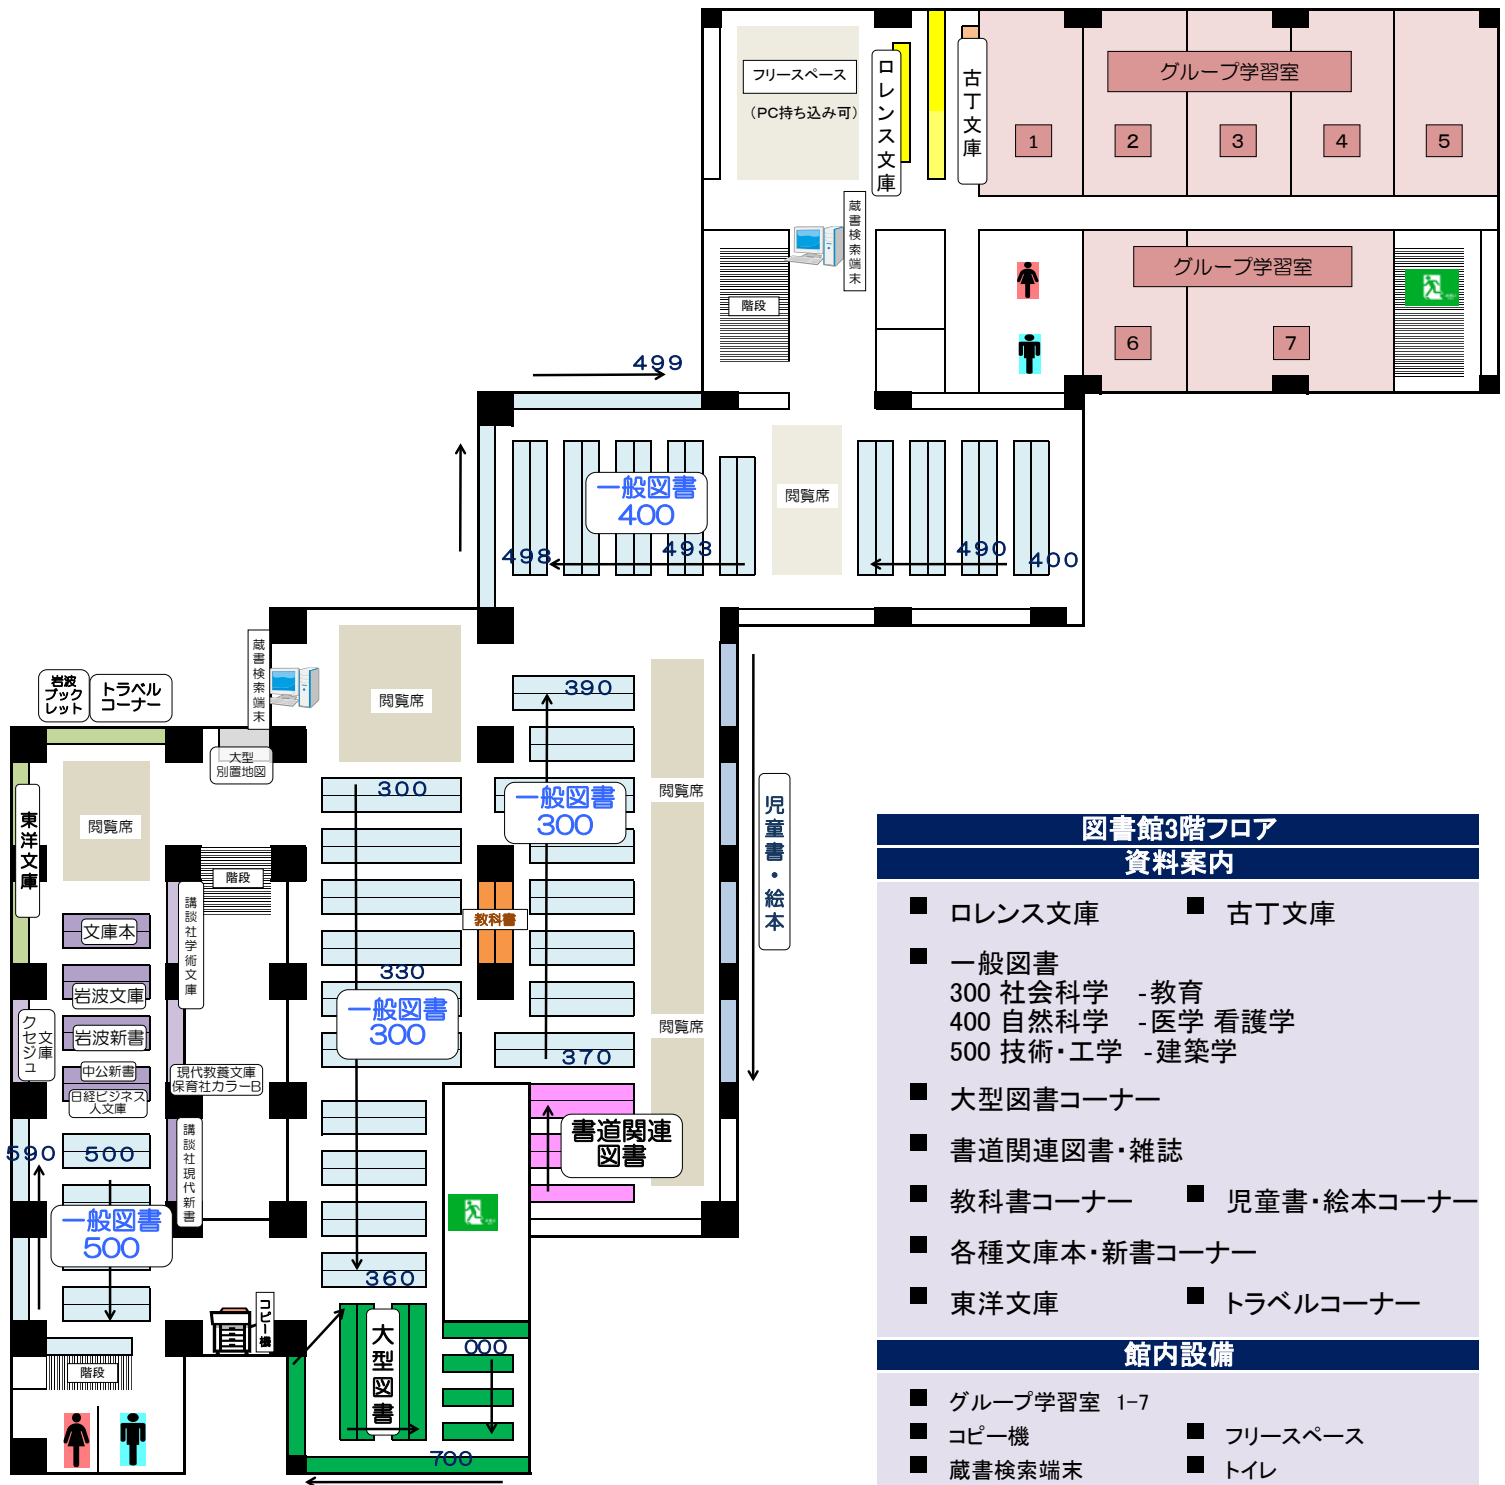 フリースペース
（PC持ち込み可）
ロレンス文庫
古丁文庫
グループ学習室
1
2
3
4
5
蔵書検索端末
階段
グループ学習室
6
7
499
一般図書
400
閲覧席
498
493
490
400
蔵書検索端末
岩波
ブック
レット
トラベル
コーナー
閲覧席
390
大型
別置地図
300
一般図書
300
閲覧席
児童書・絵本
東洋文庫
閲覧席
階段
講談社学術文庫
教科書
文庫本
330
岩波文庫
一般図書
300
クセジュ
文庫
岩波新書
閲覧席
370
中公新書
現代教養文庫
保育社カラーB
日経ビジネス
人文庫
書道関連
図書
講談社現代新書
590
500
一般図書
500
360
コピー機
大型図書
000
階段
700
図書館3階フロア
資料案内
■ ロレンス文庫 ■ 古丁文庫
■ 一般図書
300 社会科学 -教育
400 自然科学 -医学 看護学
500 技術・工学 -建築学
■ 大型図書コーナー
■ 書道関連図書・雑誌
■ 教科書コーナー ■ 児童書・絵本コーナー
■ 各種文庫本・新書コーナー
■ 東洋文庫 ■ トラベルコーナー
館内設備
■ グループ学習室 1-7
■ コピー機 ■ フリースペース
■ 蔵書検索端末 ■ トイレ